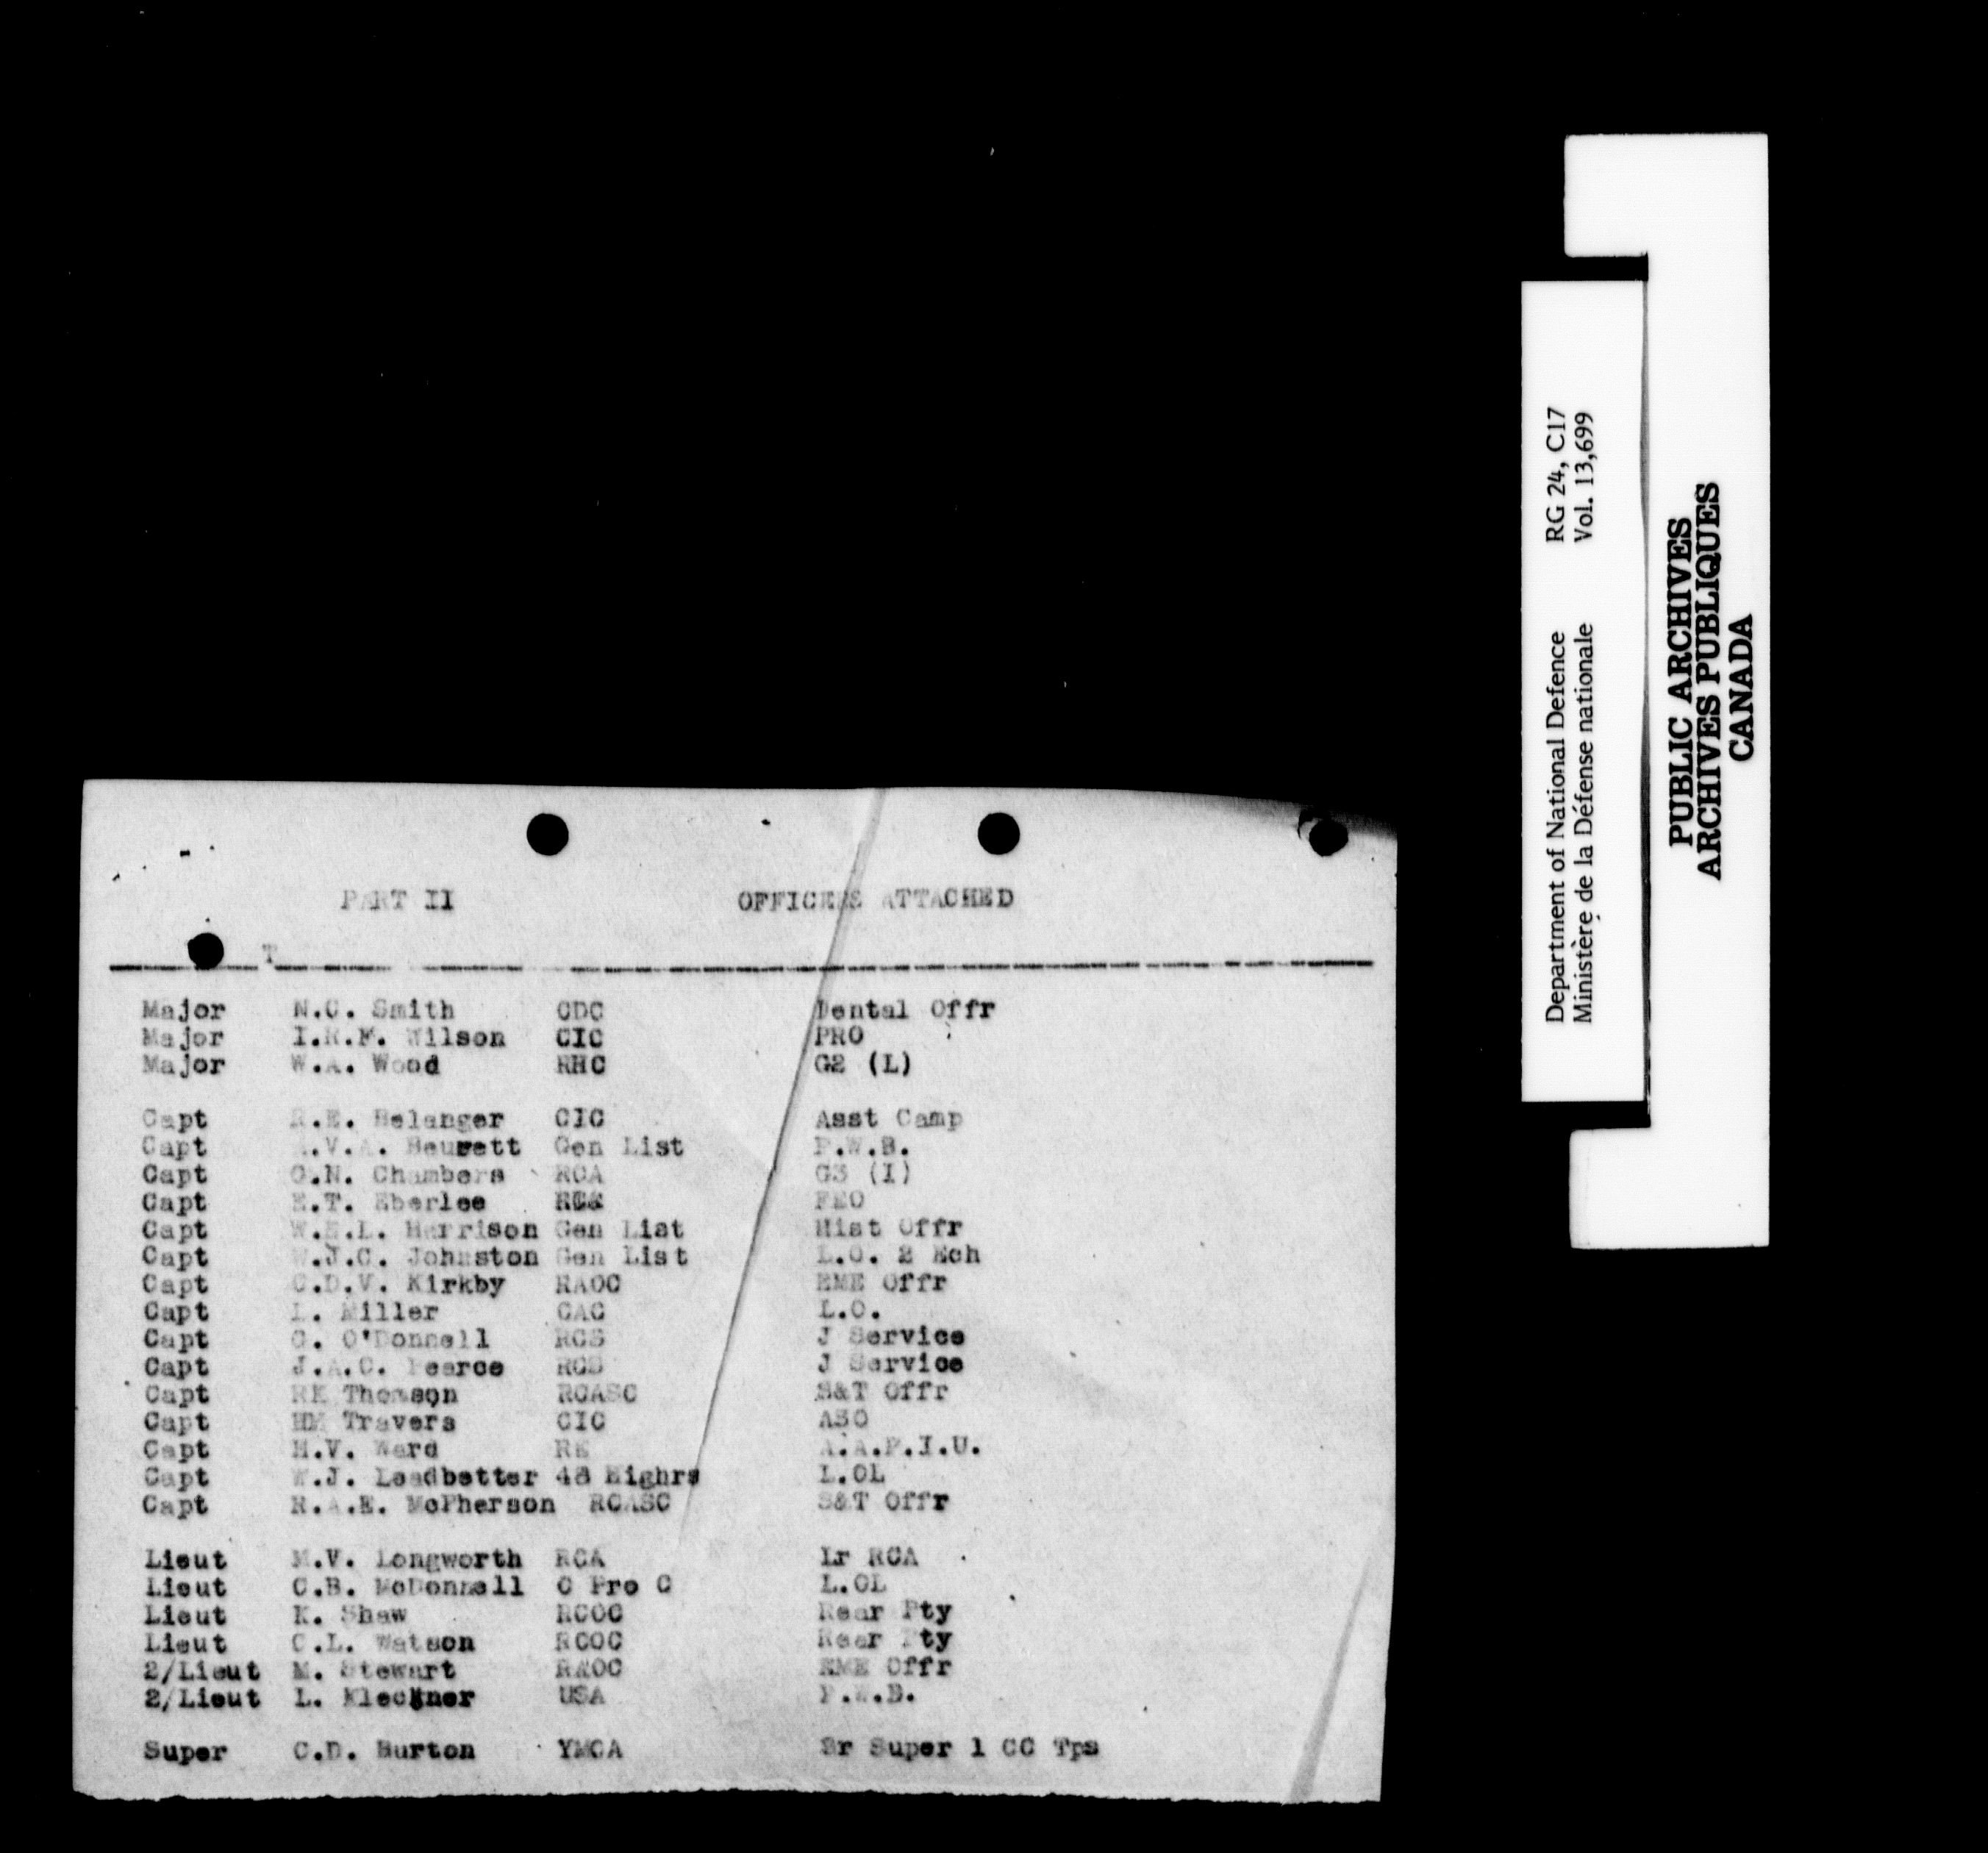 PART II OFFICERS ATTACHED
T
Major N.C. Smith CDC Dental Offr
Major I.R.F. Wilson CIC PRO
Major W.A. Wood RHC G2 (L)
Capt R.E. Belanger CIC Asst Camp
Capt .V.A. Beurett Gen List P.W.B.
Capt G.N. Chambers RCA G3 (I)
Capt E.T. Eberlee FEO
Capt W.E.L. Harrison Gen List Hist Offr
Capt W.J.C. Johnston Gen List L.O. 2 Ech
Capt C.D.V. Kirkby RAOC EME Offr
Capt L. Miller CAC L.O.
Capt G. O'Donnell RCS J Service
Capt J.A.C. Pearce RCS J Service
Capt RK Thomson RCASC S&T Offr
Capt HM Travers CIC ASO
Capt H.V. Ward RE A.A.P.I.U.
Capt W.J. Leadbetter 48 Highrs L.OL
Capt R.A.E. McPherson RCASC S&T Offr
Lieut M.V. Longworth RCA Lr RCA
Lieut C.B. McDonnell C Pro C L.OL
Lieut K. Shaw RCOC Rear Pty
Lieut C.L. Watson RCOC Rear Pty
2/Lieut M. Stewart RAOC EME Offr
2/Lieut L. Kleckner USA P.W.B.
Super C.D. Burton YMCA Sr Super 1 CC Tps
Department of National Defence RG 24, C17
Ministère de la Défense nationale Vol. 13,699
PUBLIC ARCHIVES
ARCHIVES PUBLIQUES
CANADA